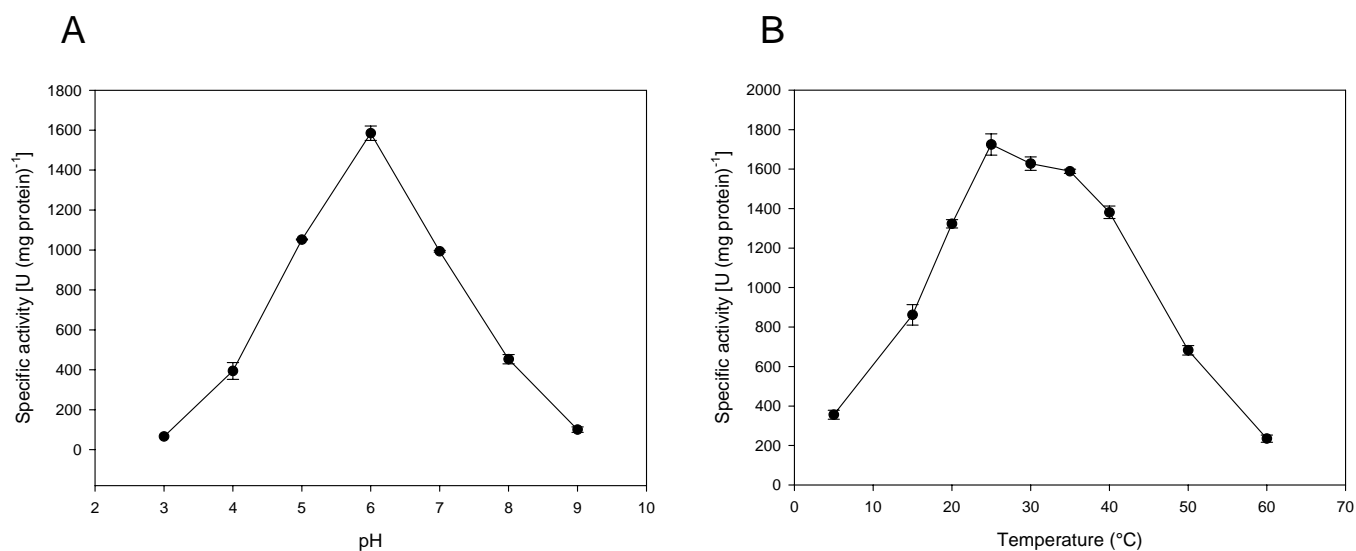 A
B
Specific activity [U (mg protein)-1]
1800
1600
1400
1200
1000
800
600
400
200
0
2 3 4 5 6 7 8 9 10
pH
Specific activity [U (mg protein)-1]
2000
1800
1600
1400
1200
1000
800
600
400
200
0
0 10 20 30 40 50 60 70
Temperature (°C)